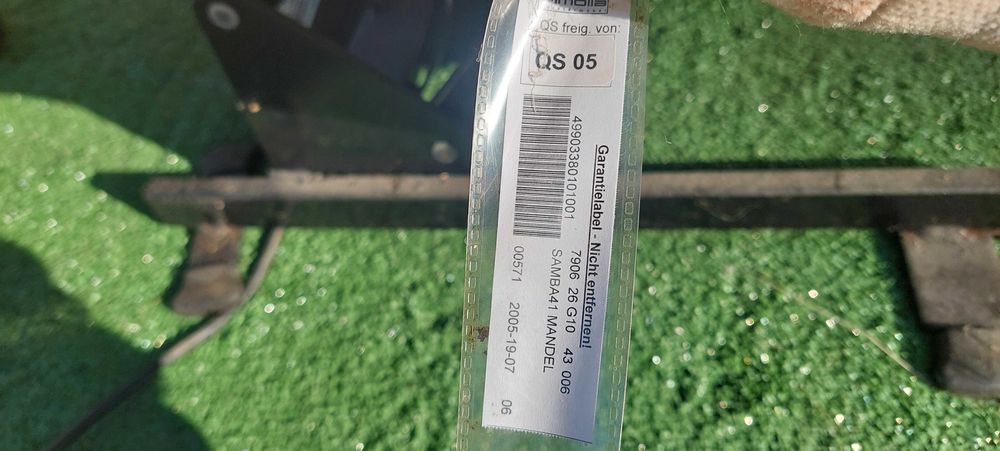 QS freig. von:
QS 05
Garantielabel - Nicht entfernen!
49903380101001
7906 26 G10 43 006
SAMBA41 MANDEL
00571 2005-19-07 06